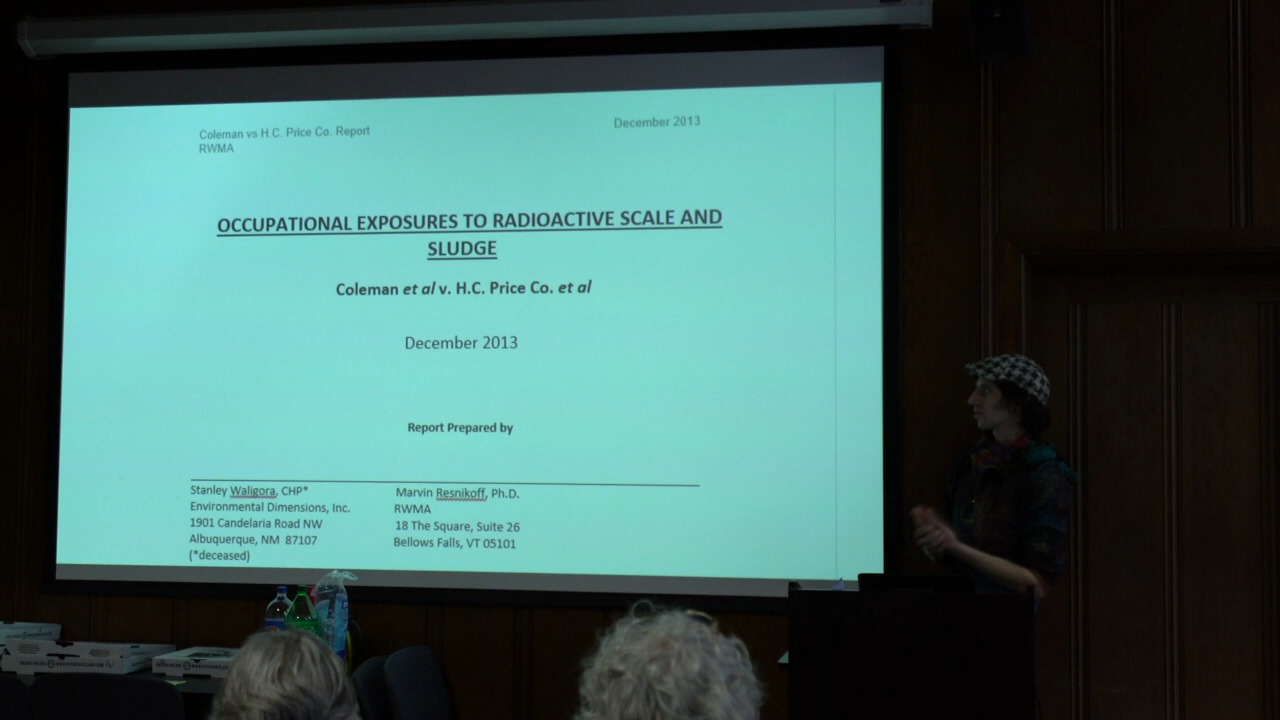 Coleman vs H.C. Price Co. Report
December 2013
RWMA
OCCUPATIONAL EXPOSURES TO RADIOACTIVE SCALE AND
SLUDGE
Coleman et al v. H.C. Price Co. et al
December 2013
Report Prepared by
Stanley Waligora, CHP*
Environmental Dimensions, Inc.
1901 Candelaria Road NW
Albuquerque, NM 87107
(*deceased)
Marvin Resnikoff, Ph.D.
RWMA
18 The Square, Suite 26
Bellows Falls, VT 05101